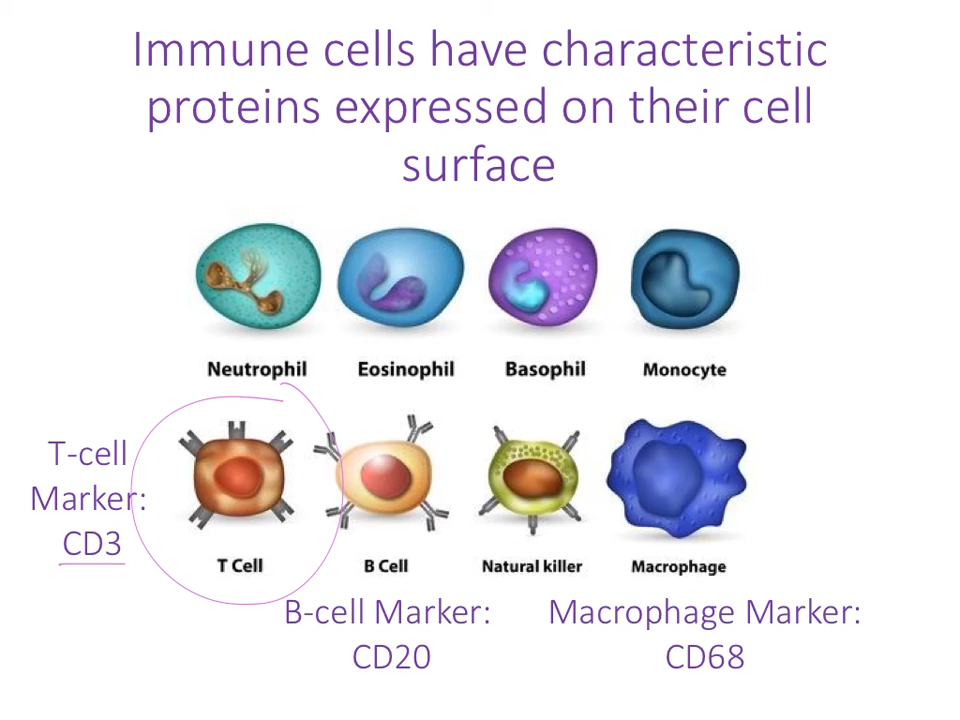 Immune cells have characteristic
proteins expressed on their cell
surface
Neutrophil
Eosinophil
Basophil
Monocyte
T-cell
Marker:
CD3
T Cell
B Cell
Natural killer
Macrophage
B-cell Marker:
CD20
Macrophage Marker:
CD68